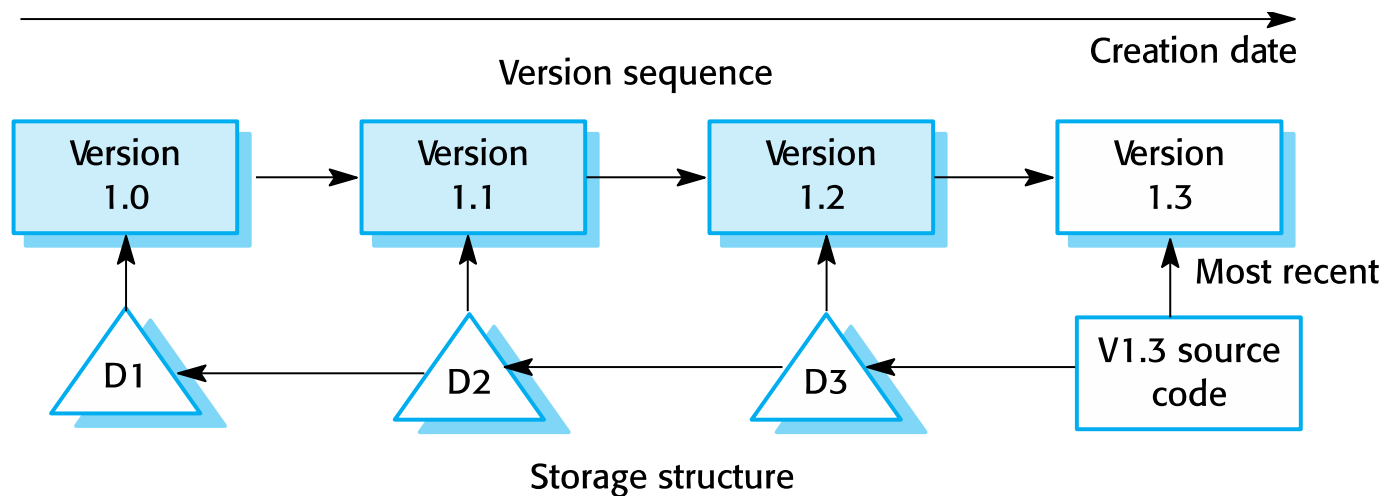 Creation date
Version sequence
Version
1.0
Version
1.1
Version
1.2
Version
1.3
Most recent
D1
D2
D3
V1.3 source
code
Storage structure